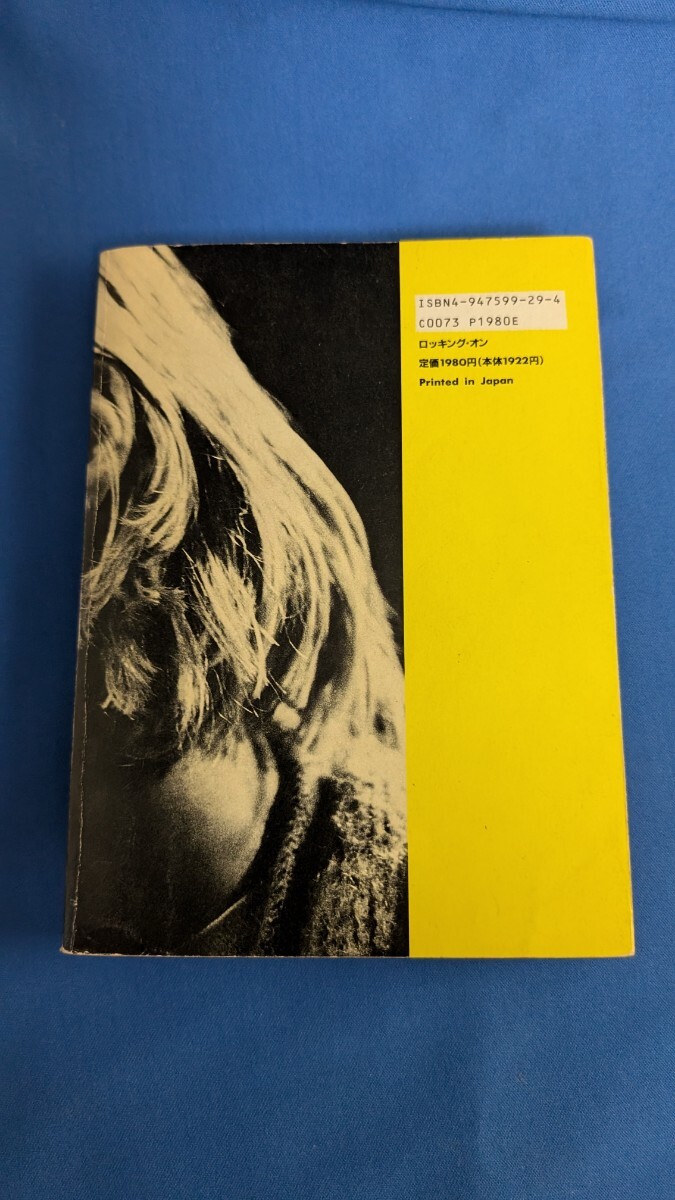 ISBN4-947599-29-4
C0073 P1980E
ロッキング・オン
定価1980円(本体1922円)
Printed in Japan